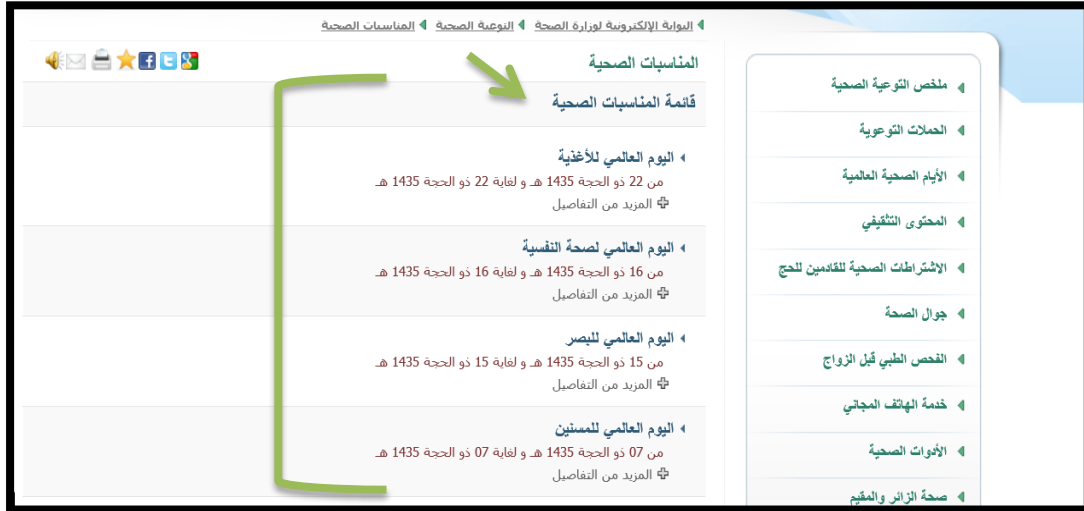 البوابة الإلكترونية لوزارة الصحة التوعية الصحية المناسبات الصحية
المناسبات الصحية
قائمة المناسبات الصحية
اليوم العالمي للأغذية
من 22 ذو الحجة 1435 هـ و لغاية 22 ذو الحجة 1435 هـ
المزيد من التفاصيل
اليوم العالمي لصحة النفسية
من 16 ذو الحجة 1435 هـ و لغاية 16 ذو الحجة 1435 هـ
المزيد من التفاصيل
اليوم العالمي للبصر
من 15 ذو الحجة 1435 هـ و لغاية 15 ذو الحجة 1435 هـ
المزيد من التفاصيل
اليوم العالمي للمسنين
من 07 ذو الحجة 1435 هـ و لغاية 07 ذو الحجة 1435 هـ
المزيد من التفاصيل
ملخص التوعية الصحية
الحملات التوعوية
الأيام الصحية العالمية
المحتوى التثقيفي
الاشتراطات الصحية للقادمين للحج
جوال الصحة
الفحص الطبي قبل الزواج
خدمة الهاتف المجاني
الأدوات الصحية
صحة الزائر والمقيم